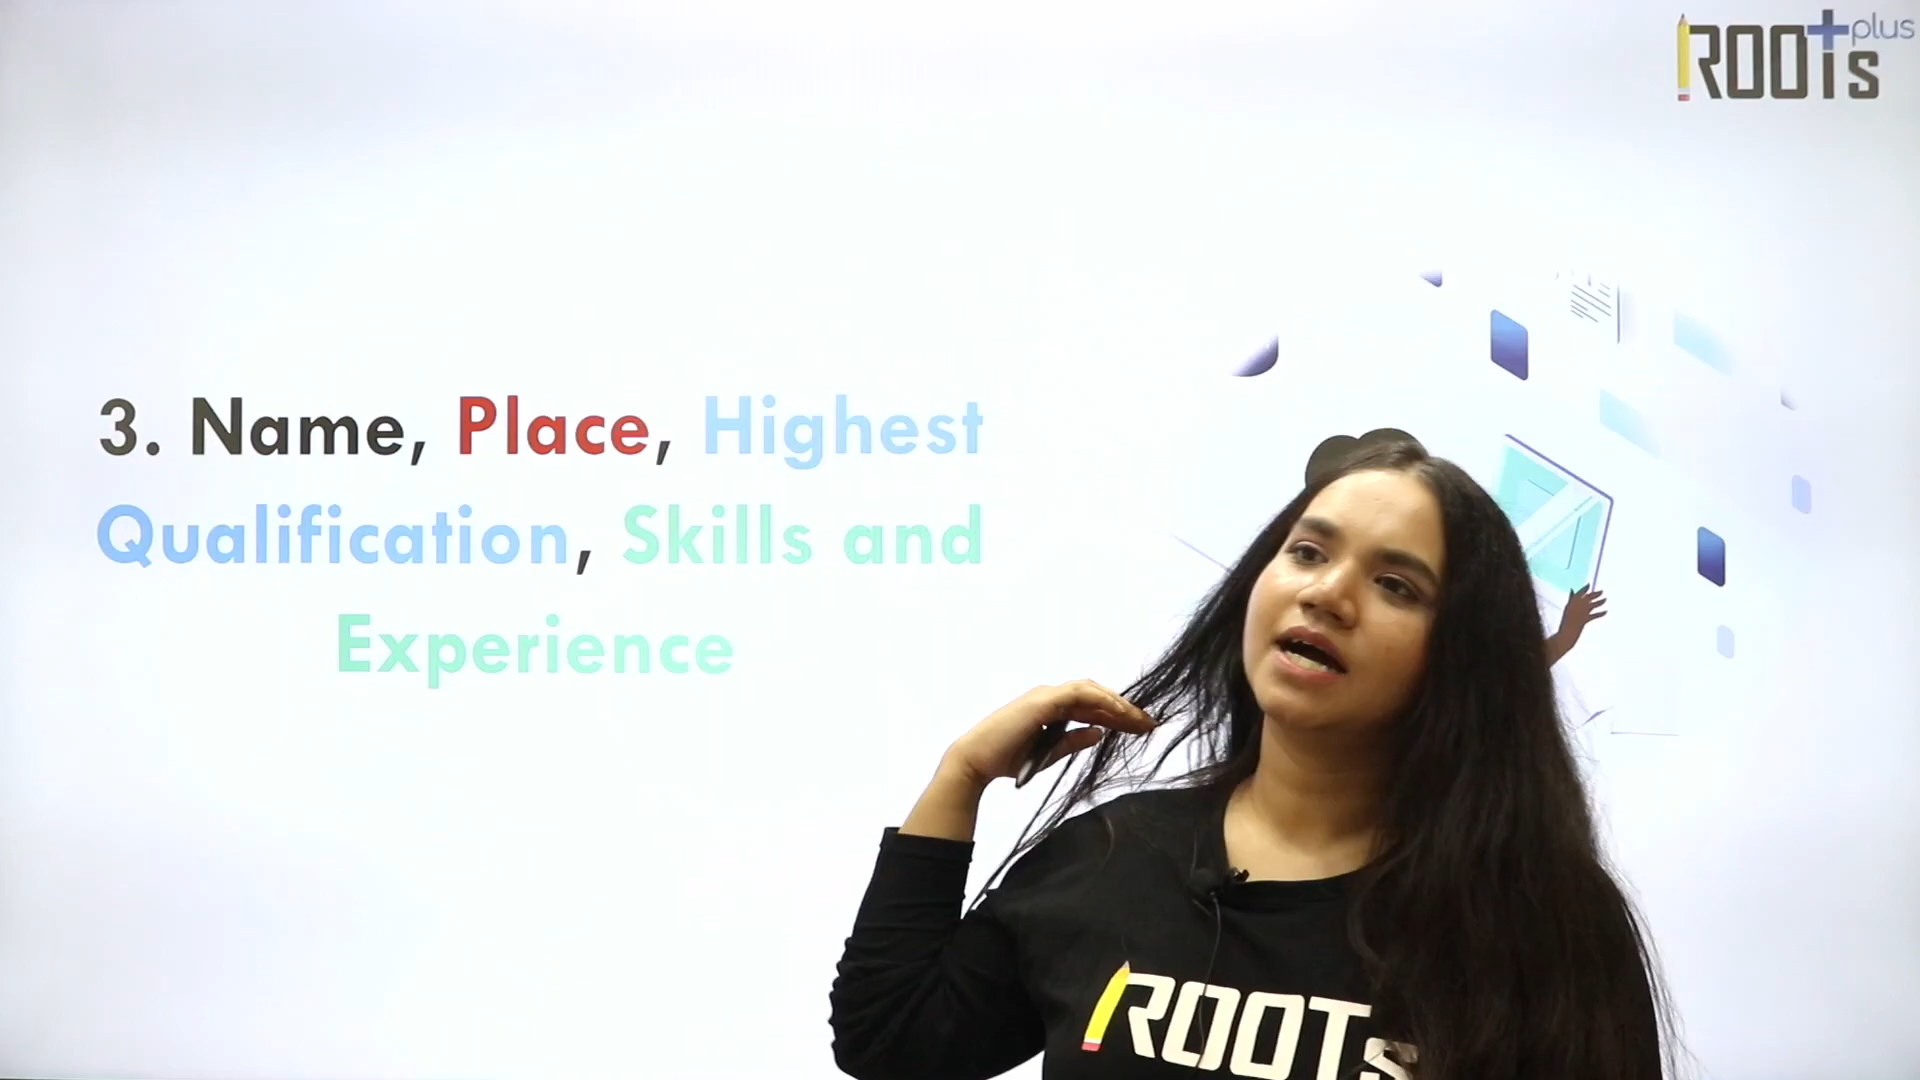 ROOTs
plus
3. Name, Place, Highest
Qualification, Skills and
Experience
ROOTs